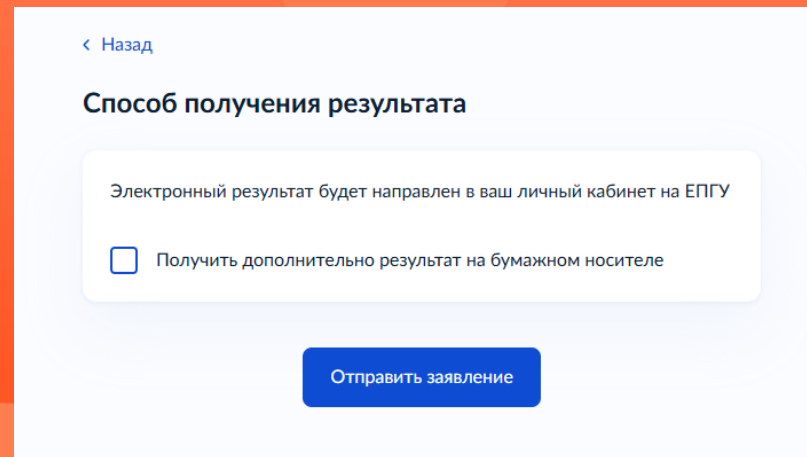 Назад
Способ получения результата
Электронный результат будет направлен в ваш личный кабинет на ЕПГУ
Получить дополнительно результат на бумажном носителе
Отправить заявление